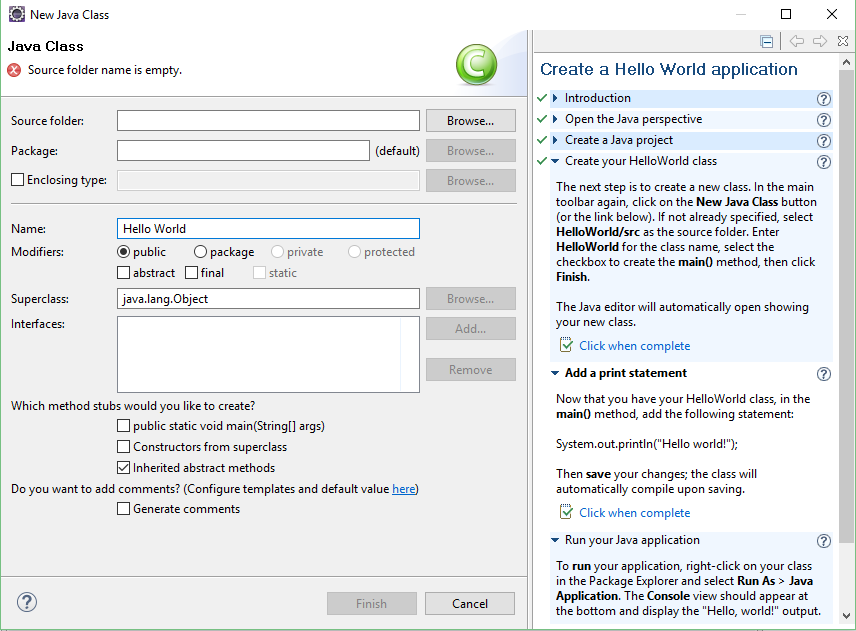 New Java Class
Java Class
Source folder name is empty.
Source folder:
Browse...
Package:
(default)
Browse...
Enclosing type:
Browse...
Name:
Hello World
Modifiers:
public
package
private
protected
abstract
final
static
Superclass:
java.lang.Object
Browse...
Interfaces:
Add...
Remove
Which method stubs would you like to create?
public static void main(String[] args)
Constructors from superclass
Inherited abstract methods
Do you want to add comments? (Configure templates and default value here)
Generate comments
Finish
Cancel
Create a Hello World application
Introduction
Open the Java perspective
Create a Java project
Create your HelloWorld class
The next step is to create a new class. In the main
toolbar again, click on the New Java Class button
(or the link below). If not already specified, select
HelloWorld/src as the source folder. Enter
HelloWorld for the class name, select the
checkbox to create the main() method, then click
Finish.
The Java editor will automatically open showing
your new class.
Click when complete
Add a print statement
Now that you have your HelloWorld class, in the
main() method, add the following statement:
System.out.println("Hello world!");
Then save your changes; the class will
automatically compile upon saving.
Click when complete
Run your Java application
To run your application, right-click on your class
in the Package Explorer and select Run As > Java
Application. The Console view should appear at
the bottom and display the "Hello, world!" output.